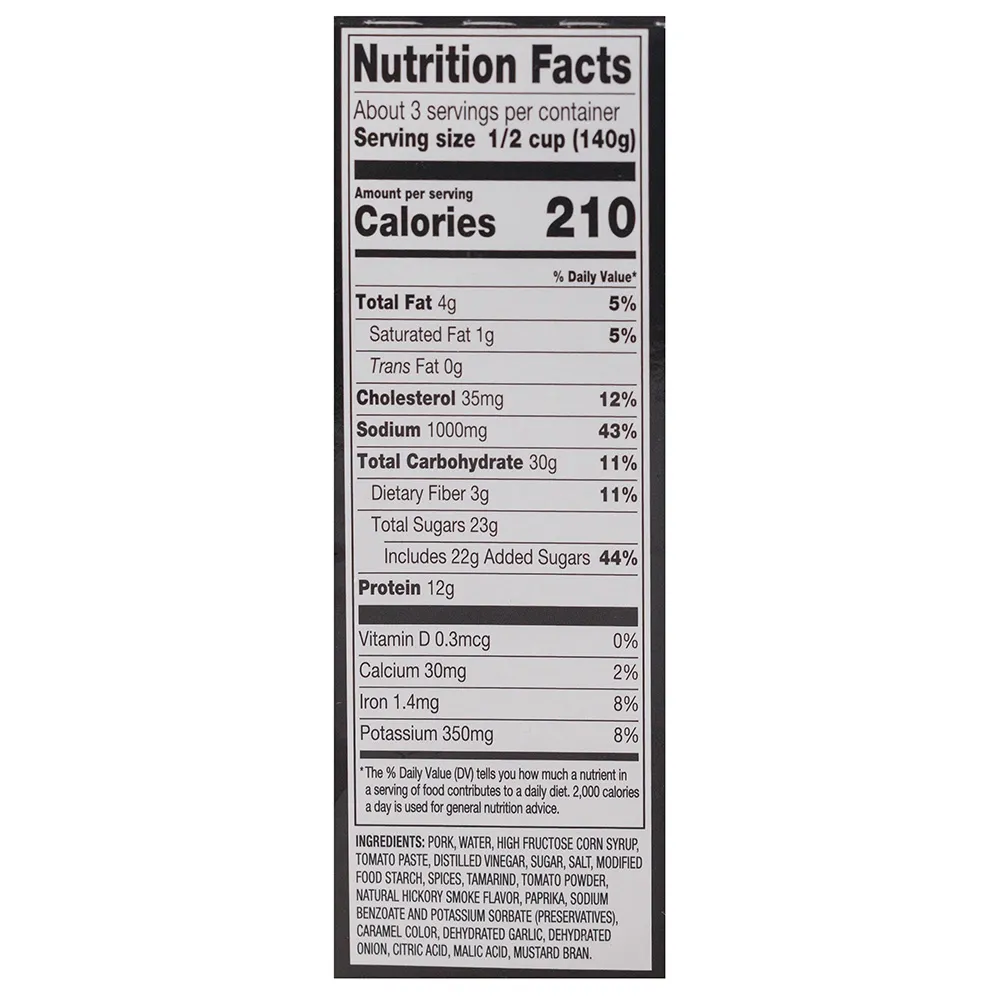 Nutrition Facts
About 3 servings per container
Serving size 1/2 cup (140g)
Amount per serving
Calories 210
% Daily Value*
Total Fat 4g 5%
Saturated Fat 1g 5%
Trans Fat 0g
Cholesterol 35mg 12%
Sodium 1000mg 43%
Total Carbohydrate 30g 11%
Dietary Fiber 3g 11%
Total Sugars 23g
Includes 22g Added Sugars 44%
Protein 12g
Vitamin D 0.3mcg 0%
Calcium 30mg 2%
Iron 1.4mg 8%
Potassium 350mg 8%
*The % Daily Value (DV) tells you how much a nutrient in
a serving of food contributes to a daily diet. 2,000 calories
a day is used for general nutrition advice.
INGREDIENTS: PORK, WATER, HIGH FRUCTOSE CORN SYRUP,
TOMATO PASTE, DISTILLED VINEGAR, SUGAR, SALT, MODIFIED
FOOD STARCH, SPICES, TAMARIND, TOMATO POWDER,
NATURAL HICKORY SMOKE FLAVOR, PAPRIKA, SODIUM
BENZOATE AND POTASSIUM SORBATE (PRESERVATIVES),
CARAMEL COLOR, DEHYDRATED GARLIC, DEHYDRATED
ONION, CITRIC ACID, MALIC ACID, MUSTARD BRAN.